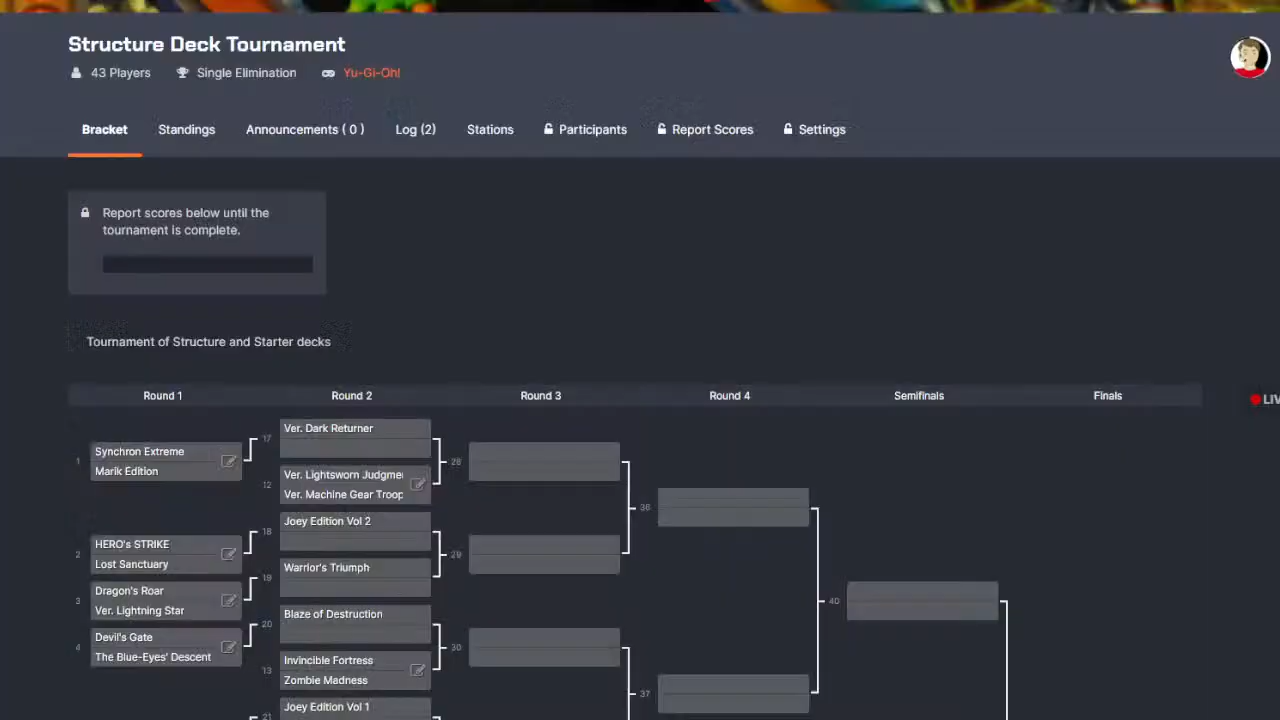 Structure Deck Tournament
43 Players Single Elimination Yu-Gi-Oh!
Bracket Standings Announcements ( 0 ) Log (2) Stations Participants Report Scores Settings
Report scores below until the
tournament is complete.
Tournament of Structure and Starter decks
Round 1 Round 2 Round 3 Round 4 Semifinals Finals
LIV
1
Synchron Extreme
Marik Edition
2
HERO's STRIKE
Lost Sanctuary
3
Dragon's Roar
Ver. Lightning Star
4
Devil's Gate
The Blue-Eyes' Descent
17
Ver. Dark Returner
12
Ver. Lightsworn Judgme
Ver. Machine Gear Troop
18
Joey Edition Vol 2
19
Warrior's Triumph
20
Blaze of Destruction
13
Invincible Fortress
Zombie Madness
21
Joey Edition Vol 1
28
29
30
36
37
40